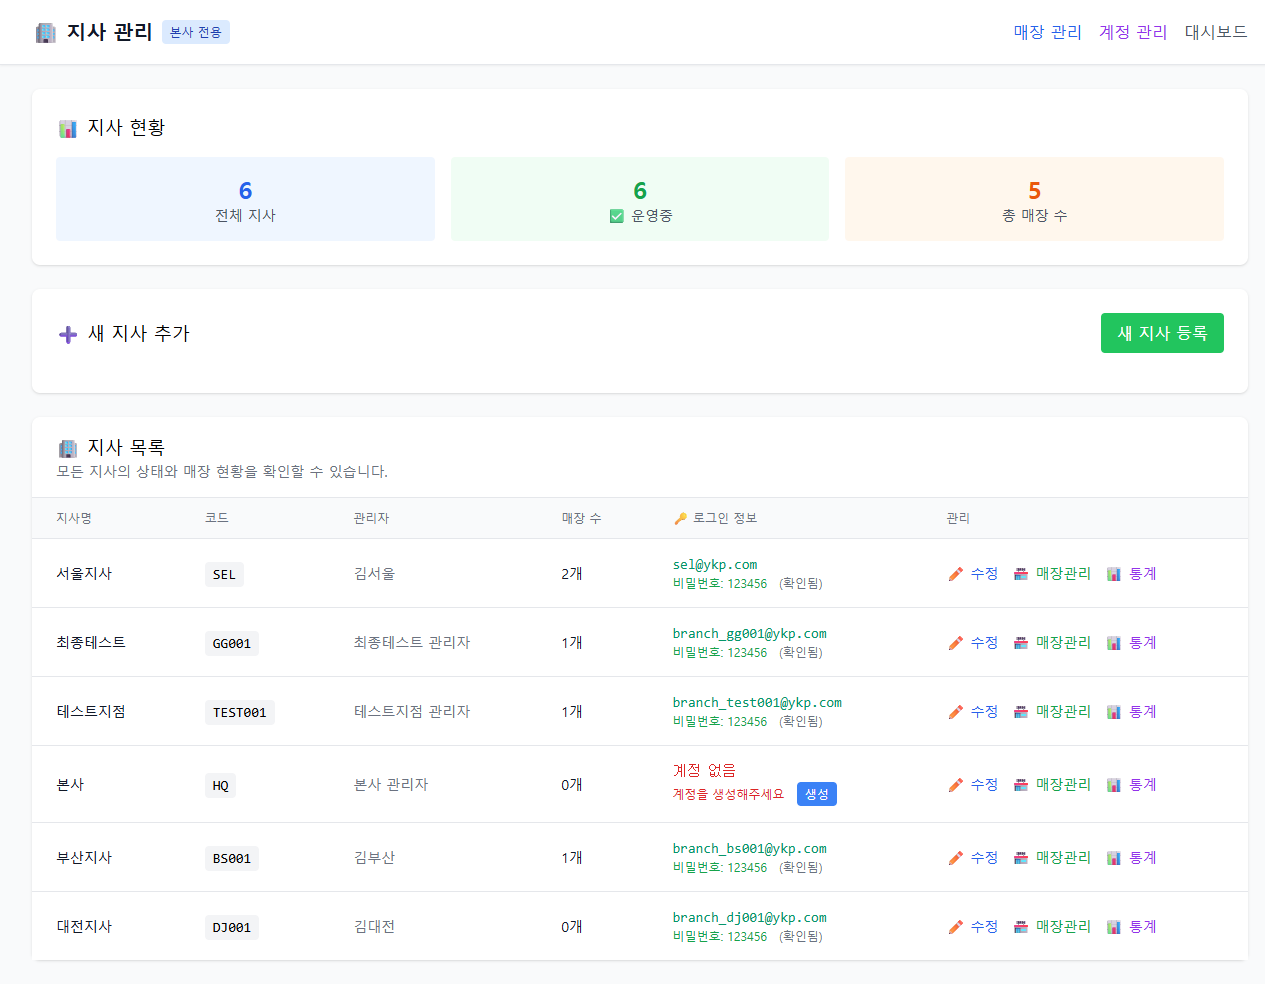 🏢 지사 관리 본사 전용
매장 관리 계정 관리 대시보드
📊 지사 현황
6
전체 지사
6
✅ 운영중
5
총 매장 수
➕ 새 지사 추가
새 지사 등록
🏢 지사 목록
모든 지사의 상태와 매장 현황을 확인할 수 있습니다.
지사명 코드 관리자 매장 수 🔑 로그인 정보 관리
서울지사 SEL 김서울 2개 sel@ykp.com
비밀번호: 123456 (확인됨)
✏️ 수정 🏪 매장관리 📊 통계
최종테스트 GG001 최종테스트 관리자 1개 branch_gg001@ykp.com
비밀번호: 123456 (확인됨)
✏️ 수정 🏪 매장관리 📊 통계
테스트지점 TEST001 테스트지점 관리자 1개 branch_test001@ykp.com
비밀번호: 123456 (확인됨)
✏️ 수정 🏪 매장관리 📊 통계
본사 HQ 본사 관리자 0개 계정 없음
계정을 생성해주세요 생성
✏️ 수정 🏪 매장관리 📊 통계
부산지사 BS001 김부산 1개 branch_bs001@ykp.com
비밀번호: 123456 (확인됨)
✏️ 수정 🏪 매장관리 📊 통계
대전지사 DJ001 김대전 0개 branch_dj001@ykp.com
비밀번호: 123456 (확인됨)
✏️ 수정 🏪 매장관리 📊 통계